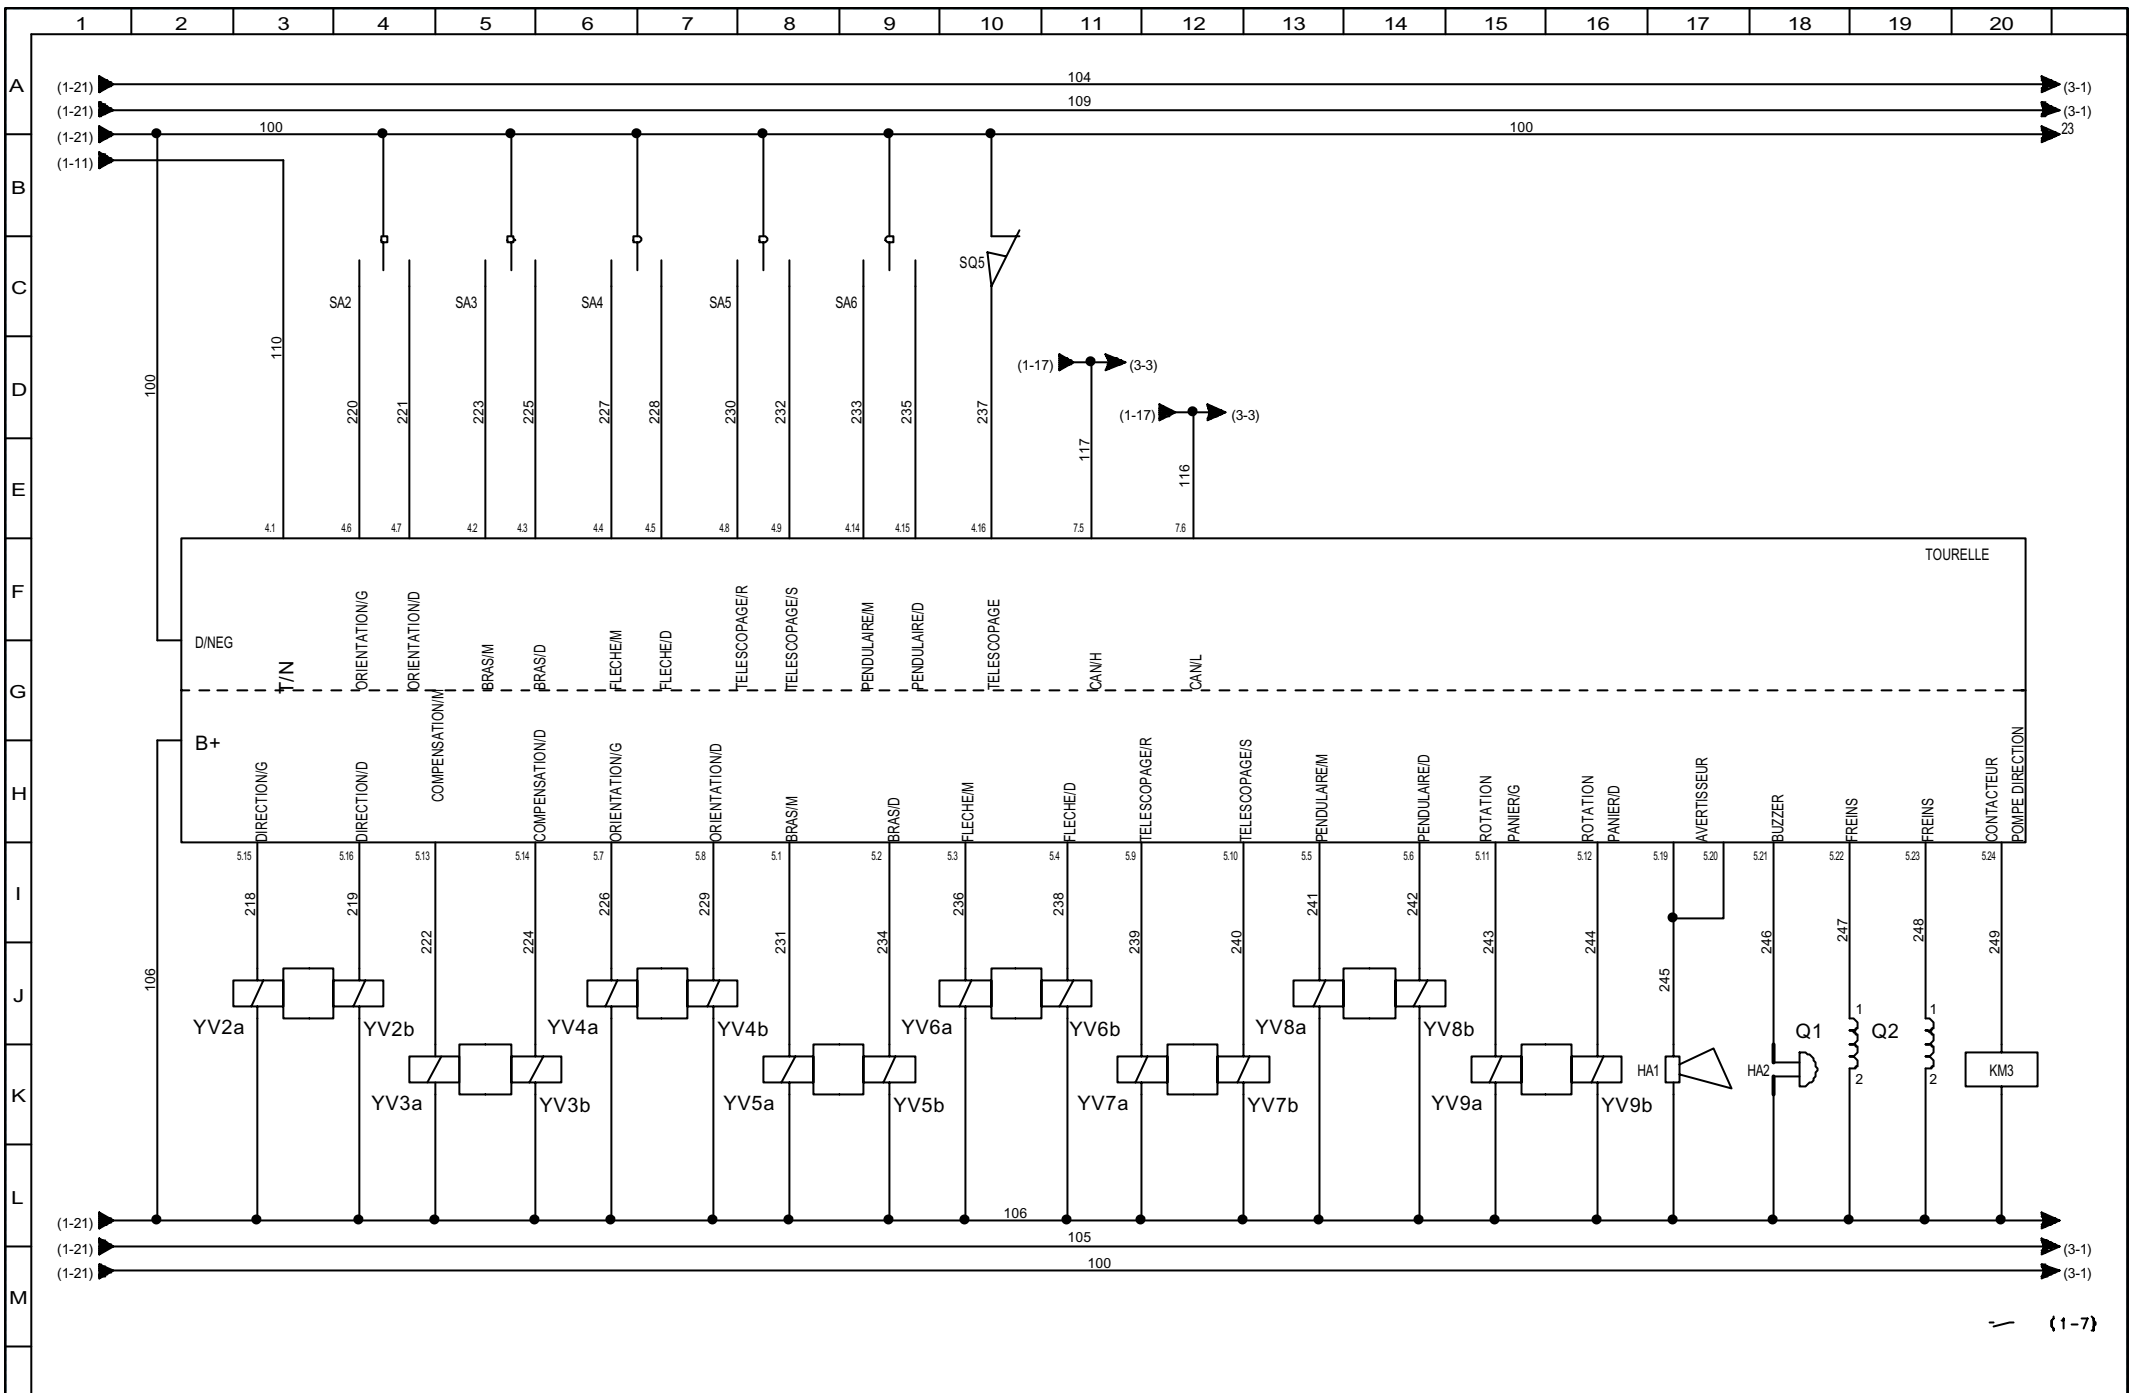 1 2 3 4 5 6 7 8 9 10 11 12 13 14 15 16 17 18 19 20
A
(1-21) 104 (3-1)
(1-21) 109 (3-1)
(1-21) 100 100 23
(1-11)
B
C
SQ5
SA2 SA3 SA4 SA5 SA6
D
(1-17) (3-3)
(1-17) (3-3)
100 110 220 221 223 225 227 228 230 232 233 235 237 117 116
E
4.1 4.6 4.7 4.2 4.3 4.4 4.5 4.8 4.9 4.14 4.15 4.16 7.5 7.6
TOURELLE
F
D/NEG
T/N
ORIENTATION/G
ORIENTATION/D
BRAS/M
BRAS/D
FLECHE/M
FLECHE/D
TELESCOPAGE/R
TELESCOPAGE/S
PENDULAIRE/M
PENDULAIRE/D
TELESCOPAGE
CAN/H
CAN/L
G
B+
H
DIRECTION/G
DIRECTION/D
COMPENSATION/M
COMPENSATION/D
ORIENTATION/G
ORIENTATION/D
BRAS/M
BRAS/D
FLECHE/M
FLECHE/D
TELESCOPAGE/R
TELESCOPAGE/S
PENDULAIRE/M
PENDULAIRE/D
ROTATION
PANIER/G
ROTATION
PANIER/D
AVERTISSEUR
BUZZER
FREINS
FREINS
CONTACTEUR
POMPE DIRECTION
5.15 5.16 5.13 5.14 5.7 5.8 5.1 5.2 5.3 5.4 5.9 5.10 5.5 5.6 5.11 5.12 5.19 5.20 5.21 5.22 5.23 5.24
I
218 219 222 224 226 229 231 234 236 238 239 240 241 242 243 244 245 246 247 248 249
106
J
1 1
YV2a YV2b YV4a YV4b YV6a YV6b YV8a YV8b Q1 Q2
HA1 HA2 KM3
2 2
K
YV3a YV3b YV5a YV5b YV7a YV7b YV9a YV9b
L
(1-21) 106
(1-21) 105 (3-1)
(1-21) 100 (3-1)
M
(1-7)